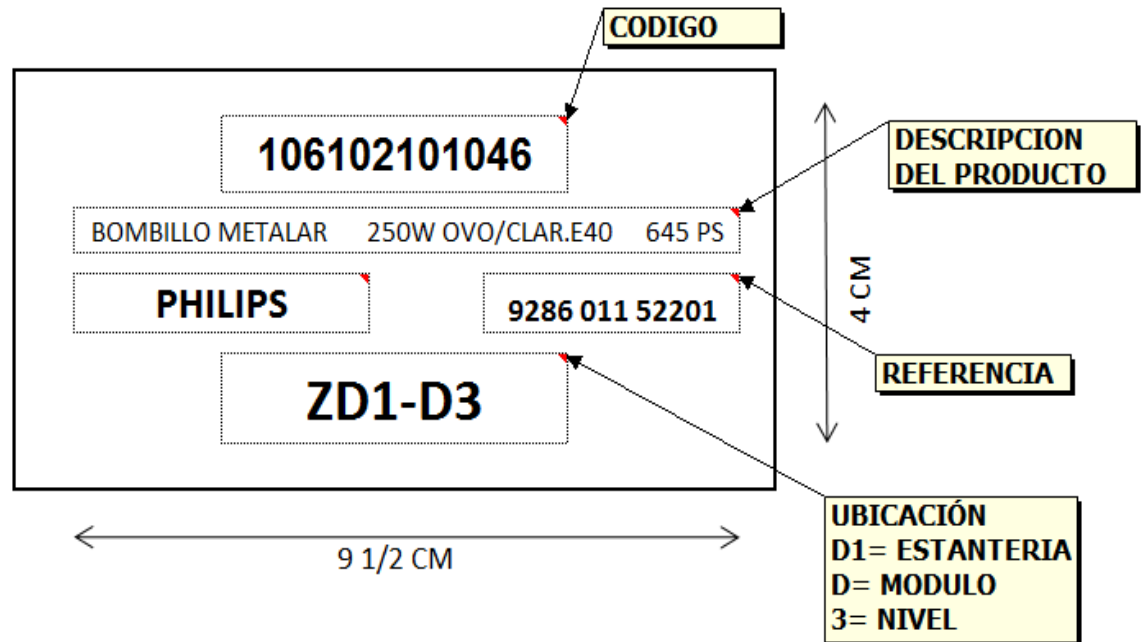 CODIGO
106102101046
DESCRIPCION
DEL PRODUCTO
BOMBILLO METALAR 250W OVO/CLAR.E40 645 PS
PHILIPS
9286 011 52201
4 CM
REFERENCIA
ZD1-D3
9 1/2 CM
UBICACIÓN
D1= ESTANTERIA
D= MODULO
3= NIVEL